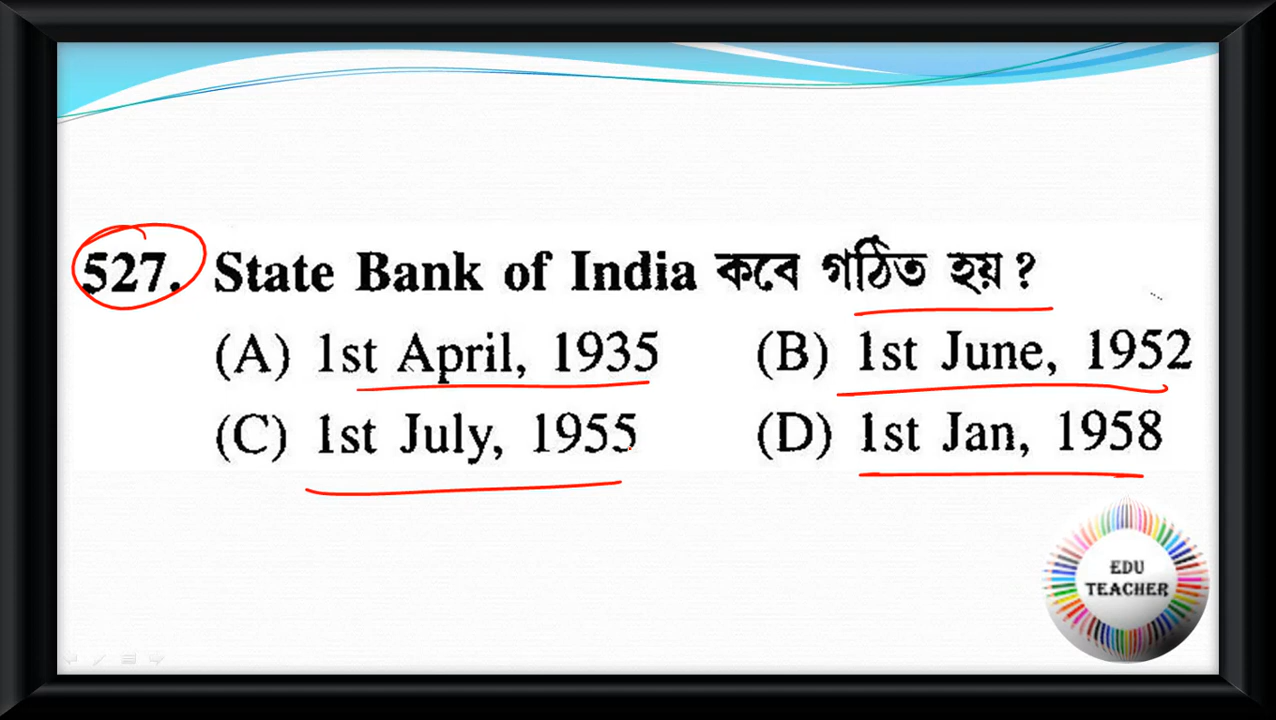 527. State Bank of India কবে গঠিত হয় ?
(A) 1st April, 1935 (B) 1st June, 1952
(C) 1st July, 1955 (D) 1st Jan, 1958
EDU
TEACHER